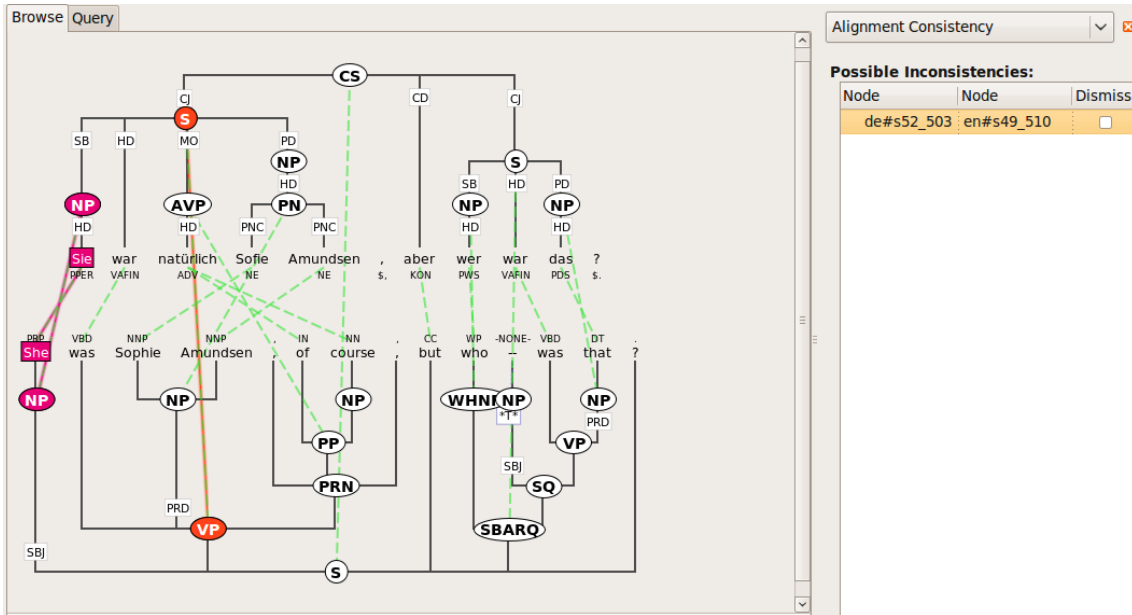 Browse Query
Alignment Consistency
Possible Inconsistencies:
Node Node Dismiss
de#s52_503 en#s49_510
CS
CJ CD CJ
S
SB HD MO PD
NP
HD
S
SB HD PD
NP AVP PN NP NP
HD HD PNC PNC HD HD
Sie war natürlich Sofie Amundsen , aber wer war das ?
PPER VAFIN ADV NE NE $, KON PWS VAFIN PDS $.
PRP VBD NNP NNP , IN NN , CC WP -NONE- VBD DT .
She was Sophie Amundsen , of course , but who -- was that ?
NP NP NP WHNP NP NP
*T* PRD
PP VP
SBJ
PRN SQ
PRD
VP SBARQ
SBJ
S